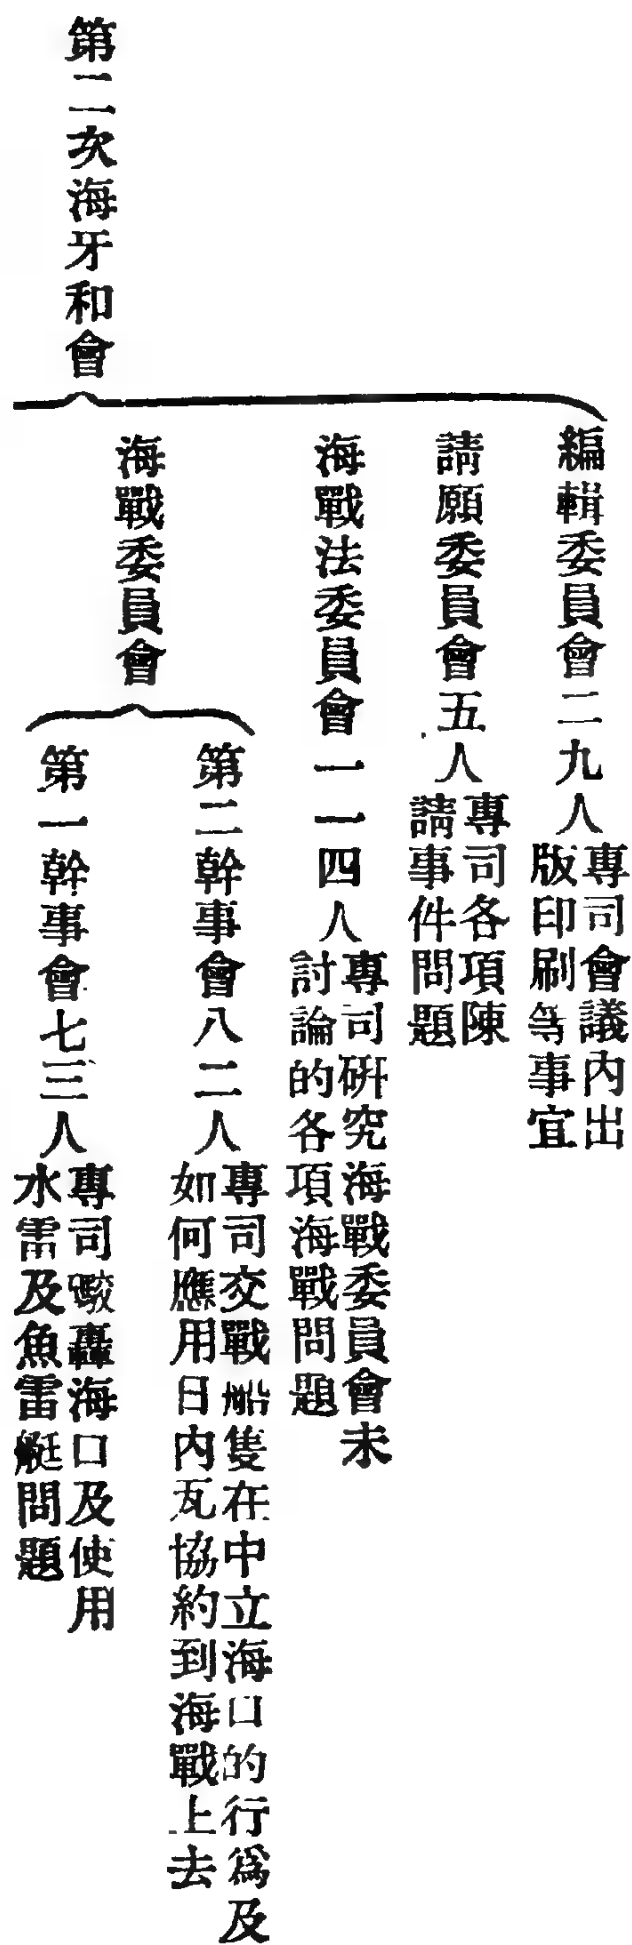 編輯委員會二九人
專司會議內出
版印刷等事宜
請願委員會五人
專司各項陳
請事件問題
海戰法委員會一一四人
專司研究海戰委員會未
討論的各項海戰問題
第二次海牙和會
海戰委員會
第二幹事會八二人
專司交戰船隻在中立海口的行爲及
如何應用日內瓦協約到海戰上去
第一幹事會七三人
專司礮轟海口及使用
水雷及魚雷艇問題